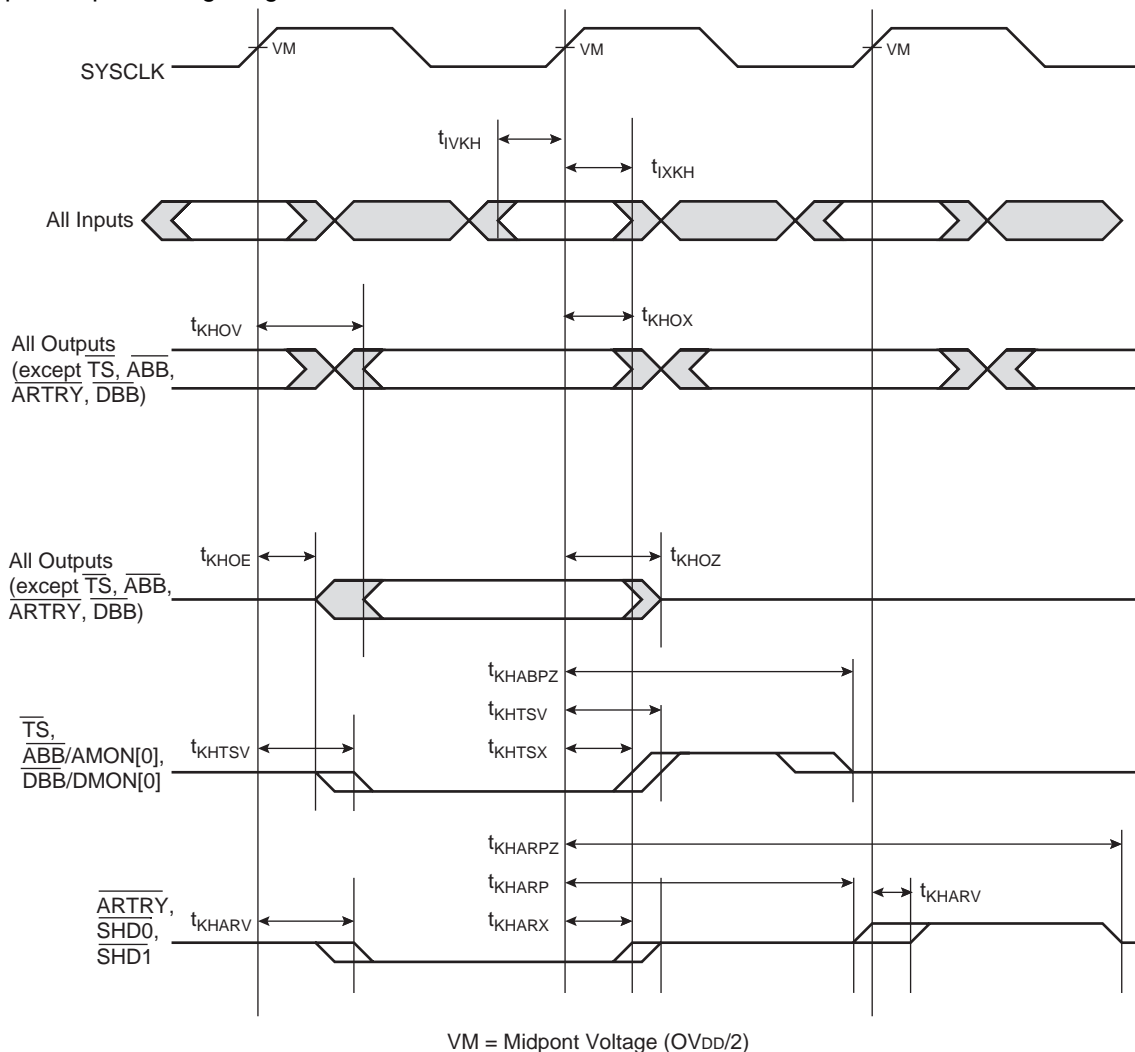 VM
VM
VM
SYSCLK
tIVKH
tIXKH
All Inputs
tKHOV
tKHOX
All Outputs
(except TS, ABB,
ARTRY, DBB)
tKHOE
tKHOZ
All Outputs
(except TS, ABB,
ARTRY, DBB)
tKHABPZ
tKHTSV
tKHTSV
tKHTSX
TS,
ABB/AMON[0],
DBB/DMON[0]
tKHARPZ
tKHARP
tKHARV
tKHARV
tKHARX
ARTRY,
SHD0,
SHD1
VM = Midpont Voltage (OVDD/2)